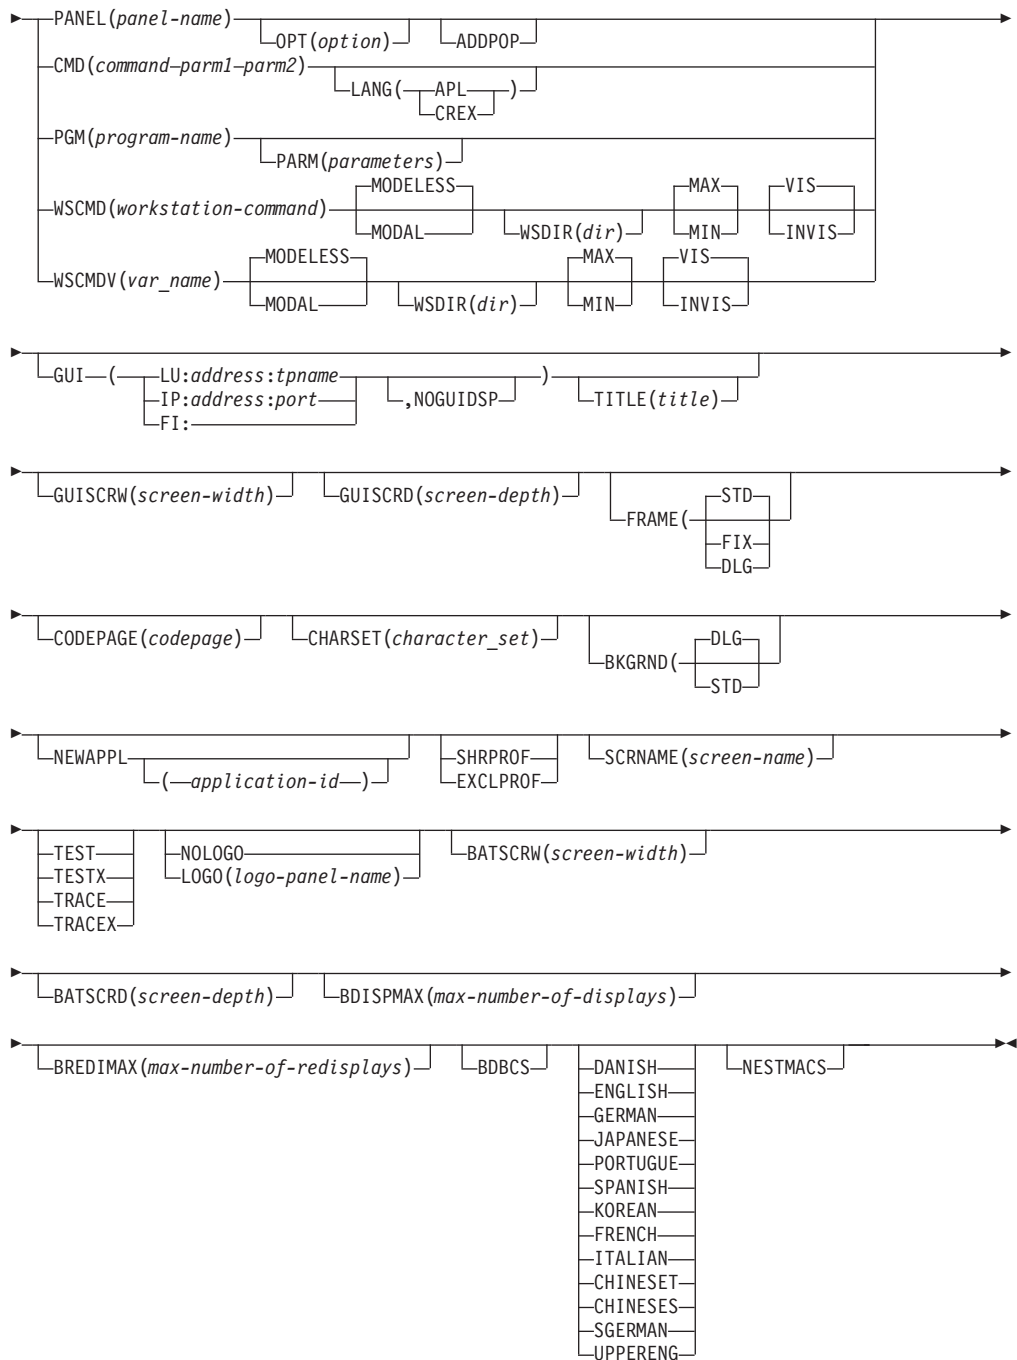 PANEL(panel-name)
OPT(option) ADDPOP
CMD(command–parm1–parm2)
LANG( APL )
CREX
PGM(program-name)
PARM(parameters)
MODELESS MAX VIS
WSCMD(workstation-command)
MODAL WSDIR(dir) MIN INVIS
MODELESS MAX VIS
WSCMDV(var_name)
MODAL WSDIR(dir) MIN INVIS
GUI ( LU:address:tpname )
IP:address:port ,NOGUIDSP TITLE(title)
FI:
GUISCRW(screen-width) GUISCRD(screen-depth) STD
FRAME(
FIX
DLG
CODEPAGE(codepage) CHARSET(character_set) DLG
BKGRND(
STD
NEWAPPL SHRPROF SCRNAME(screen-name)
( application-id ) EXCLPROF
TEST NOLOGO BATSCRW(screen-width)
TESTX LOGO(logo-panel-name)
TRACE
TRACEX
BATSCRD(screen-depth) BDISPMAX(max-number-of-displays)
BREDIMAX(max-number-of-redisplays) BDBCS DANISH NESTMACS
ENGLISH
GERMAN
JAPANESE
PORTUGUE
SPANISH
KOREAN
FRENCH
ITALIAN
CHINESET
CHINESES
SGERMAN
UPPERENG